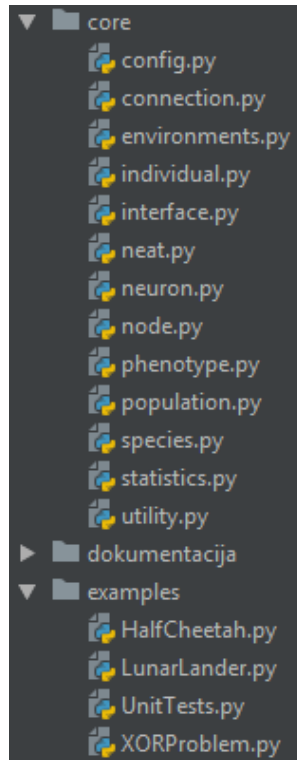 core
config.py
connection.py
environments.py
individual.py
interface.py
neat.py
neuron.py
node.py
phenotype.py
population.py
species.py
statistics.py
utility.py
dokumentacija
examples
HalfCheetah.py
LunarLander.py
UnitTests.py
XORProblem.py